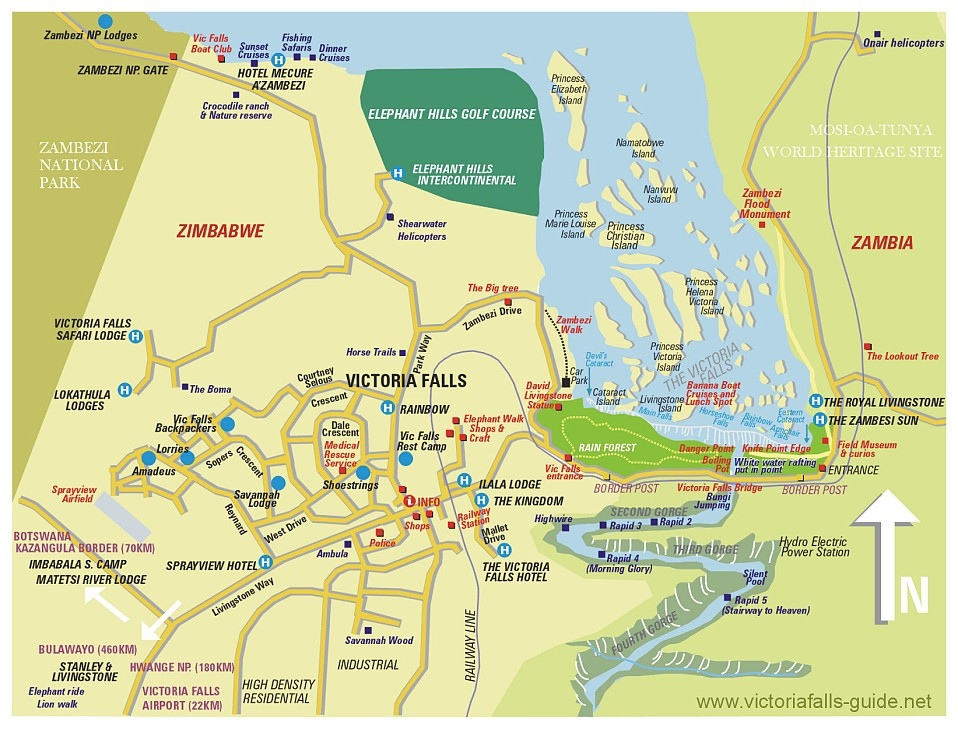 Zambezi NP Lodges
Vic Falls
Boat Club
Sunset
Cruises
Fishing
Safaris
Dinner
Cruises
Onair helicopters
ZAMBEZI NP. GATE
H
HOTEL MECURE
A'ZAMBEZI
Crocodile ranch
& Nature reserve
Princess
Elizabeth
Island
ELEPHANT HILLS GOLF COURSE
MOSI-OA-TUNYA
WORLD HERITAGE SITE
ZAMBEZI
NATIONAL
PARK
Namatobwe
Island
H
ELEPHANT HILLS
INTERCONTINENTAL
Nanvuvu
Island
Zambezi
Flood
Monument
ZIMBABWE
Shearwater
Helicopters
Princess
Marie Louise
Island
Princess
Christian
Island
ZAMBIA
The Big tree
Zambezi Drive
Princess
Helena
Victoria
Island
VICTORIA FALLS
SAFARI LODGE
H
Zambezi
Walk
Horse Trails
Park Way
Princess
Victoria
Island
THE VICTORIA
FALLS
The Lookout Tree
LOKATHULA
LODGES
H
The Boma
Courtney
Selous
Crescent
VICTORIA FALLS
Car
Park
Devil's
Cataract
David
Livingstone
Statue
Cataract
Island
Livingstone
Island
Banana Boat
Cruises and
Lunch Spot
Main Falls
Horseshoe
Falls
Rainbow
Falls
Armchair
Falls
Eastern
Cataract
H
THE ROYAL LIVINGSTONE
H
THE ZAMBESI SUN
H
RAINBOW
Vic Falls
Backpackers
Dale
Crescent
Elephant Walk
Shops &
Craft
Medical
Rescue
Service
Vic Falls
Rest Camp
RAIN FOREST
Danger Point
Knife Point Edge
Boiling
Pot
White water rafting
put in point
Field Museum
& curios
ENTRANCE
Lorries
Amadeus
Sopers
Crescent
Vic Falls
entrance
BORDER POST
Victoria Falls Bridge
Bungi
Jumping
BORDER POST
Sprayview
Airfield
Savannah
Lodge
Shoestrings
H
ILALA LODGE
H
THE KINGDOM
i
INFO
Shops
Railway
Station
Reynard
West Drive
Police
Mallet
Drive
Highwire
SECOND GORGE
Rapid 3
Rapid 2
BOTSWANA
KAZANGULA BORDER (70KM)
IMBABALA S. CAMP
MATETSI RIVER LODGE
SPRAYVIEW HOTEL
H
Ambula
H
THE VICTORIA
FALLS HOTEL
Rapid 4
(Morning Glory)
THIRD GORGE
Hydro Electric
Power Station
Livingstone Way
Silent
Pool
Rapid 5
(Stairway to Heaven)
N
FOURTH GORGE
Savannah Wood
RAILWAY LINE
BULAWAYO (460KM)
STANLEY &
LIVINGSTONE
Elephant ride
Lion walk
HWANGE NP. (180KM)
VICTORIA FALLS
AIRPORT (22KM)
HIGH DENSITY
RESIDENTIAL
INDUSTRIAL
www.victoriafalls-guide.net